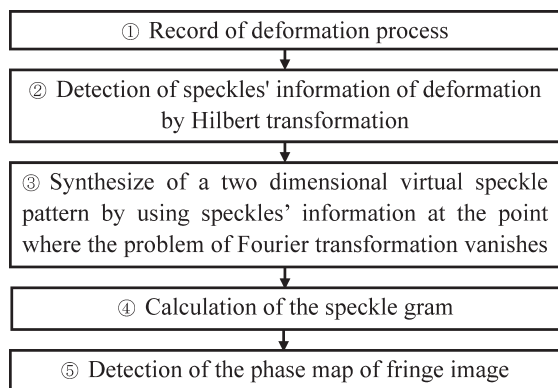 ① Record of deformation process
② Detection of speckles' information of deformation
by Hilbert transformation
③ Synthesize of a two dimensional virtual speckle
pattern by using speckles’ information at the point
where the problem of Fourier transformation vanishes
④ Calculation of the speckle gram
⑤ Detection of the phase map of fringe image